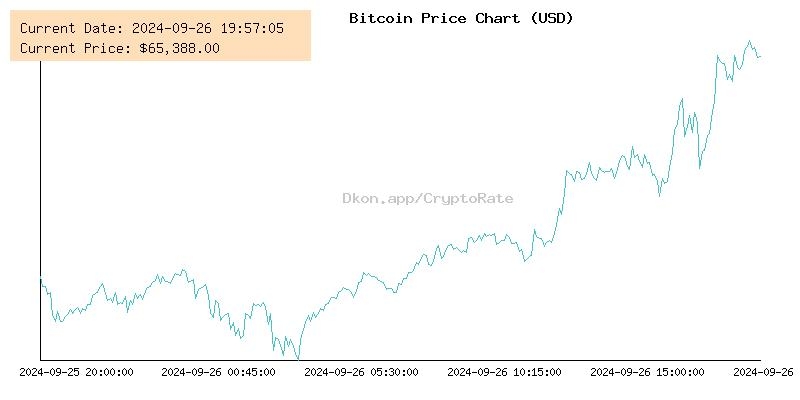 Bitcoin Price Chart (USD)
Current Date: 2024-09-26 19:57:05
Current Price: $65,388.00
Dkon.app/CryptoRate
2024-09-25 20:00:00 2024-09-26 00:45:00 2024-09-26 05:30:00 2024-09-26 10:15:00 2024-09-26 15:00:00 2024-09-26